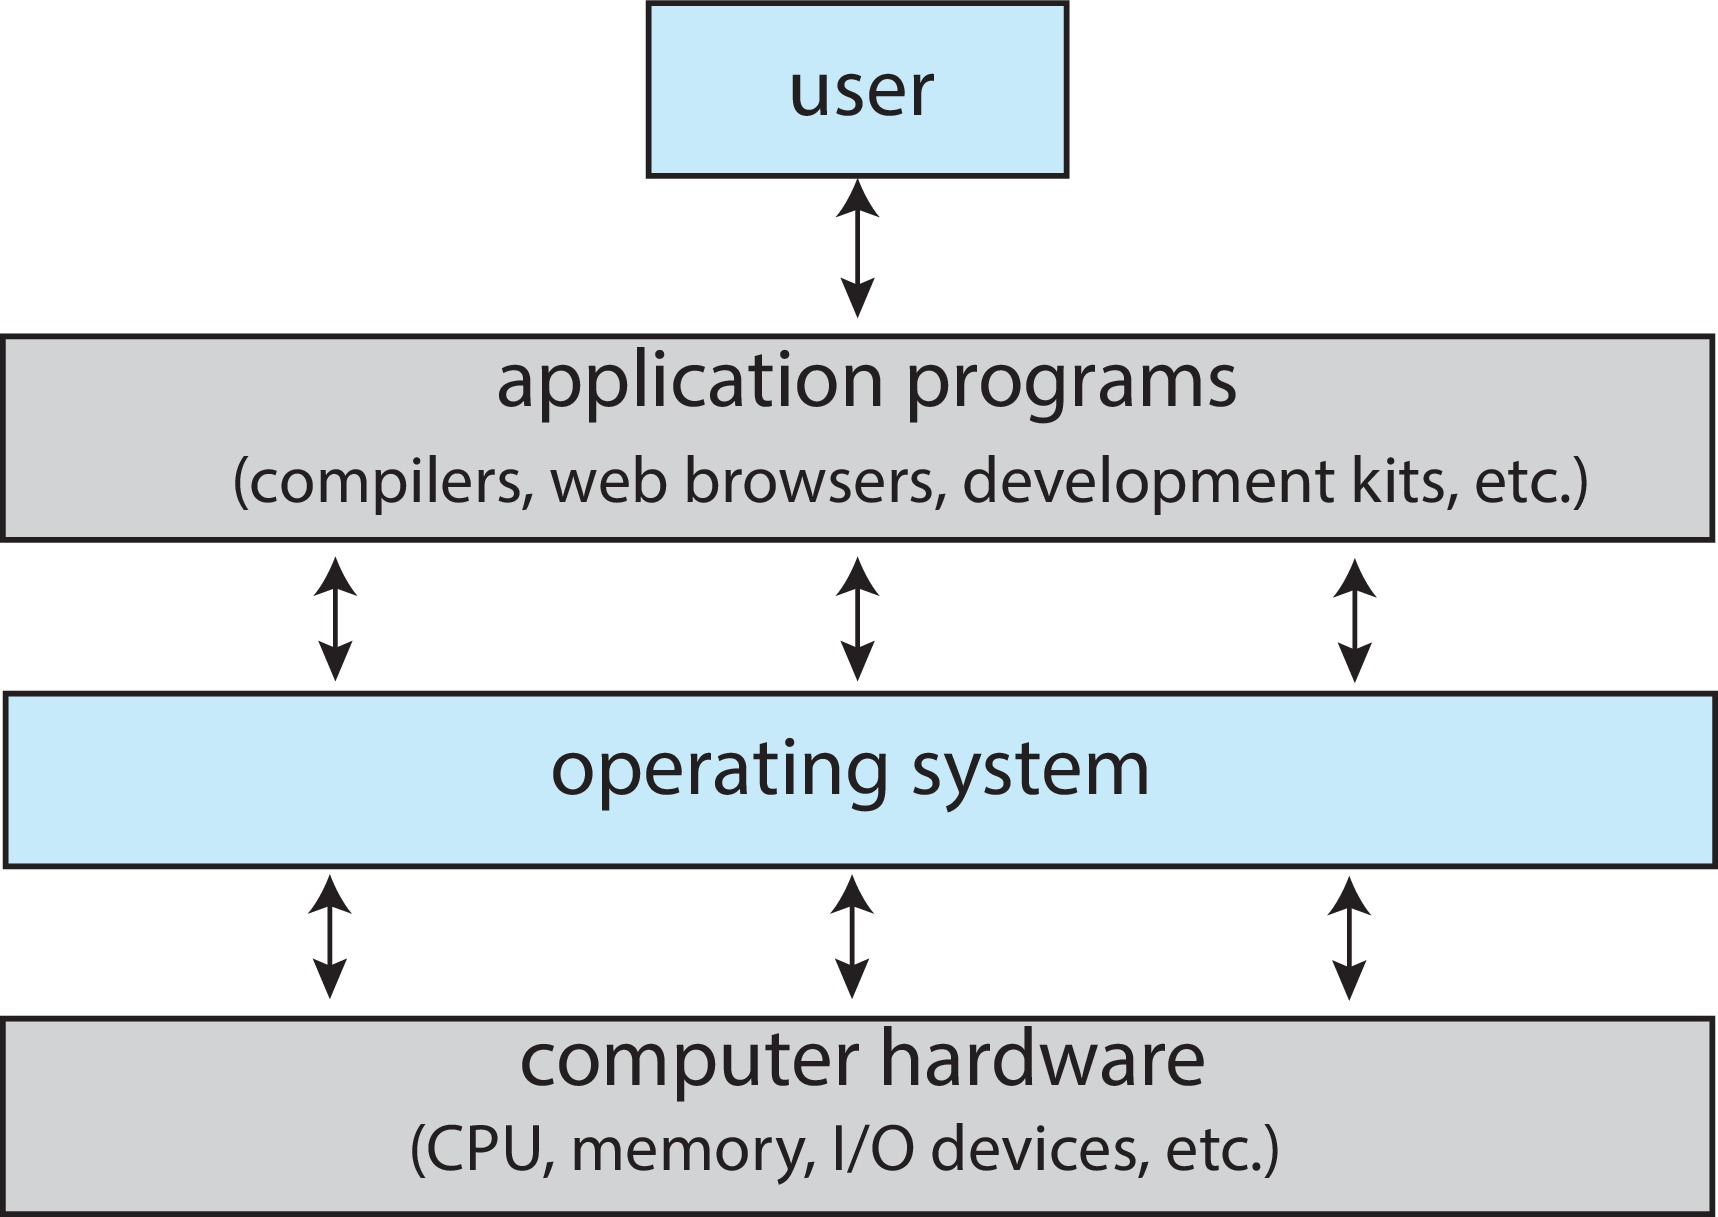 user
application programs
(compilers, web browsers, development kits, etc.)
operating system
computer hardware
(CPU, memory, I/O devices, etc.)